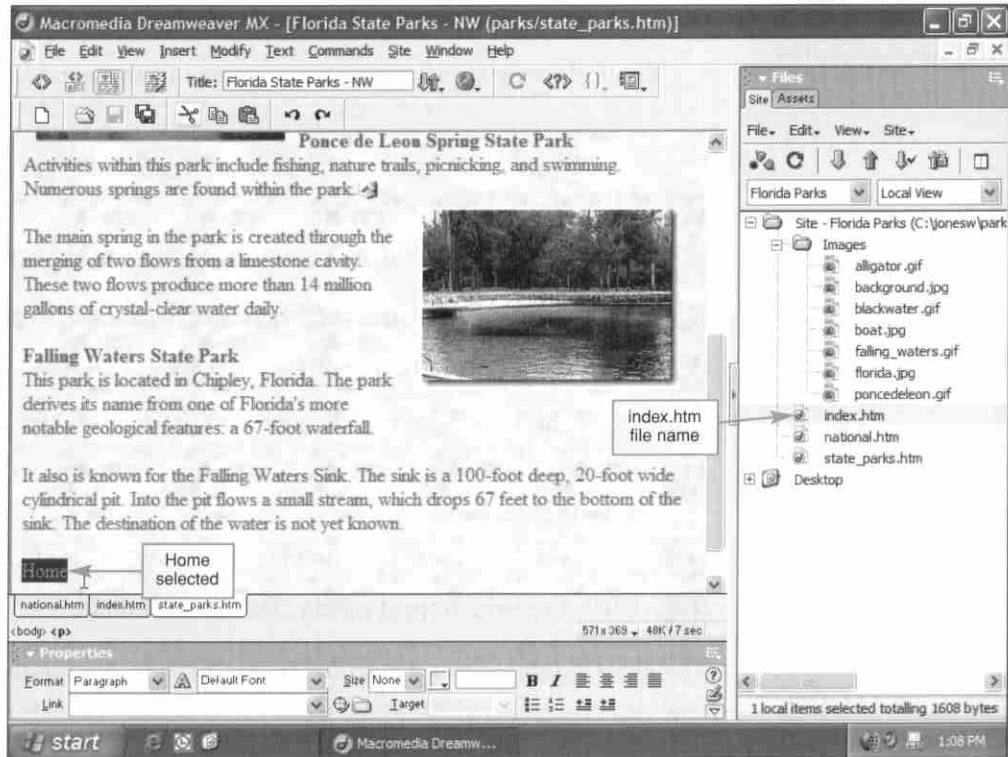 Macromedia Dreamweaver MX - [Florida State Parks - NW (parks/state_parks.htm)]
File Edit View Insert Modify Text Commands Site Window Help
Title: Florida State Parks - NW
Ponce de Leon Spring State Park
Activities within this park include fishing, nature trails, picnicking, and swimming.
Numerous springs are found within the park.
The main spring in the park is created through the
merging of two flows from a limestone cavity.
These two flows produce more than 14 million
gallons of crystal-clear water daily.
Falling Waters State Park
This park is located in Chipley, Florida. The park
derives its name from one of Florida's more
notable geological features: a 67-foot waterfall.
It also is known for the Falling Waters Sink. The sink is a 100-foot deep, 20-foot wide
cylindrical pit. Into the pit flows a small stream, which drops 67 feet to the bottom of the
sink. The destination of the water is not yet known.
Home
Home
selected
national.htm index.htm state_parks.htm
<body> <p>
571 x 369 48K / 7 sec
Properties
Format Paragraph Default Font Size None B I
Link Target
Files
Site Assets
File Edit View Site
Florida Parks Local View
Site - Florida Parks (C:\jonesw\park
Images
alligator.gif
background.jpg
blackwater.gif
boat.jpg
falling_waters.gif
florida.jpg
poncedeleon.gif
index.htm
national.htm
state_parks.htm
Desktop
index.htm
file name
1 local items selected totalling 1608 bytes
start
Macromedia Dreamw...
1:08 PM